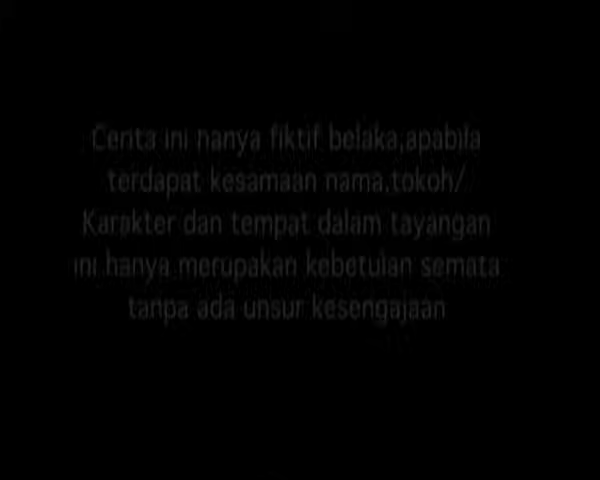 Cerita ini hanya fiktif belaka,apabila
terdapat kesamaan nama,tokoh/
Karakter dan tempat dalam tayangan
ini hanya merupakan kebetulan semata
tanpa ada unsur kesengajaan